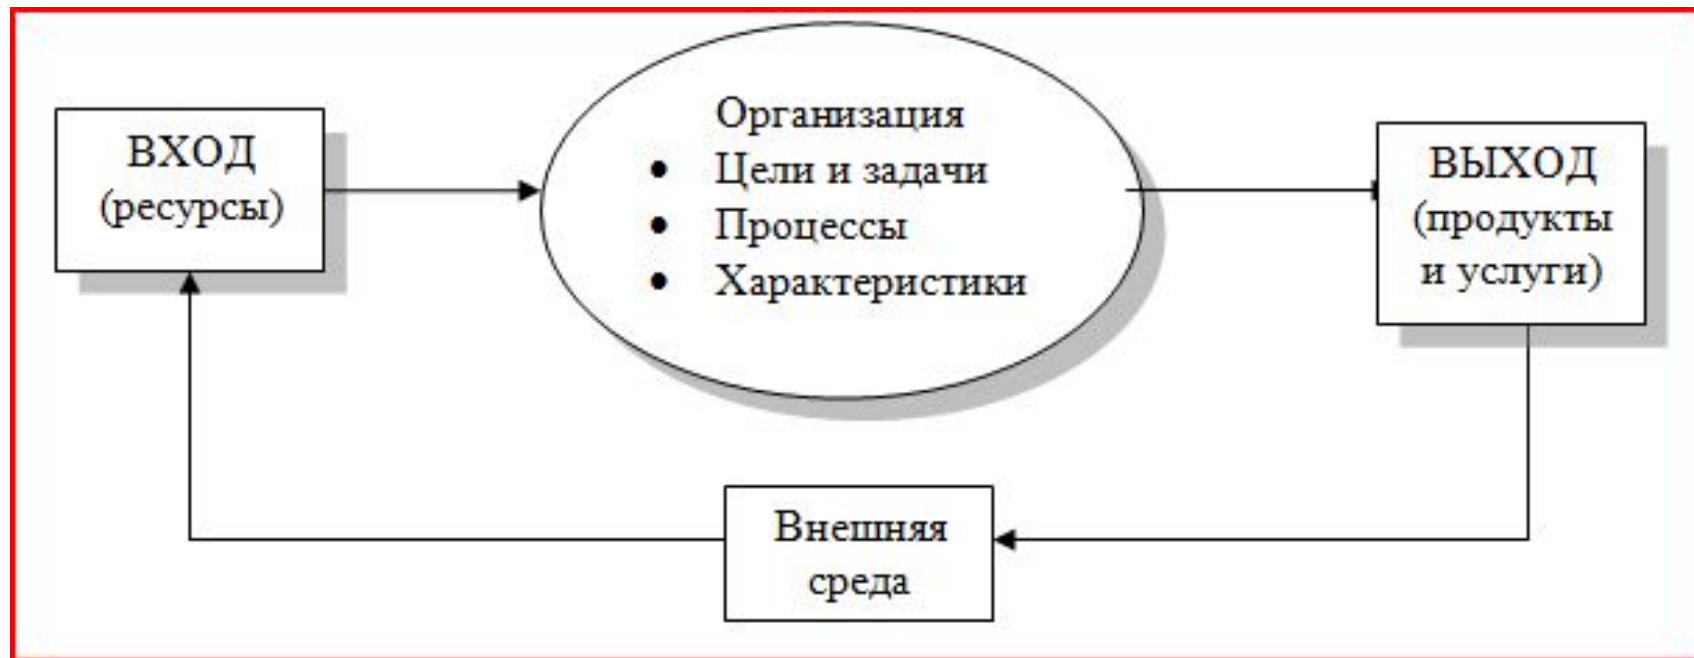 ВХОД
(ресурсы)
Организация
• Цели и задачи
• Процессы
• Характеристики
ВЫХОД
(продукты
и услуги)
Внешняя
среда